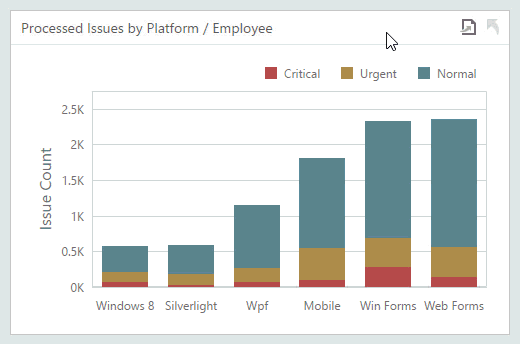 Processed Issues by Platform / Employee
Critical Urgent Normal
Issue Count
2.5K
2K
1.5K
1K
0.5K
0K
Windows 8 Silverlight Wpf Mobile Win Forms Web Forms